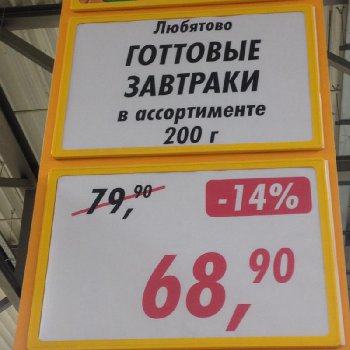 Любятово
ГОТТОВЫЕ
ЗАВТРАКИ
в ассортименте
200 г
79,90
-14%
68,90